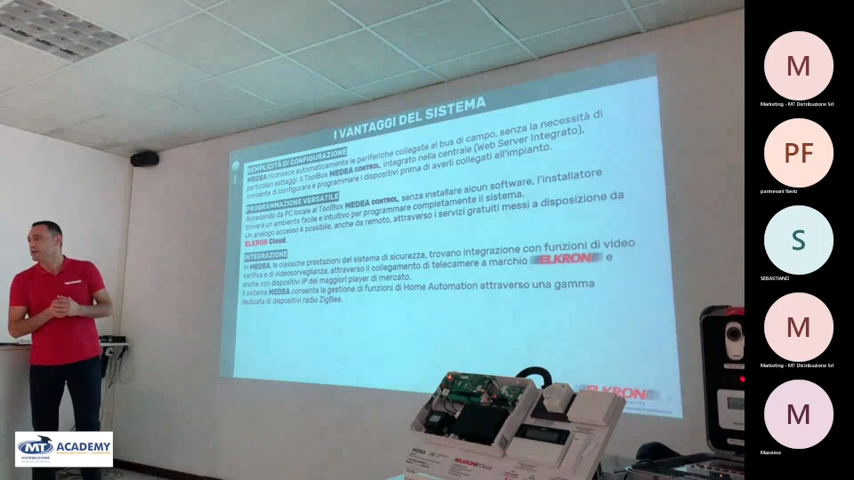 I VANTAGGI DEL SISTEMA
SEMPLICITÀ DI CONFIGURAZIONE
MEDEA riconosce automaticamente le periferiche collegate al bus di campo, senza la necessità di
particolari settaggi. Il ToolBox MEDEA CONTROL, integrato nella centrale (Web Server Integrato),
consente di configurare e programmare i dispositivi prima di averli collegati all'impianto.
PROGRAMMAZIONE VERSATILE
Accedendo da PC locale al ToolBox MEDEA CONTROL, senza installare alcun software, l'installatore
troverà un ambiente facile e intuitivo per programmare completamente il sistema.
Un analogo accesso è possibile, anche da remoto, attraverso i servizi gratuiti messi a disposizione da
ELKRON Cloud.
INTEGRAZIONE
In MEDEA, le classiche prestazioni del sistema di sicurezza, trovano integrazione con funzioni di video
verifica e di videosorveglianza, attraverso il collegamento di telecamere a marchio ELKRON e
anche con dispositivi IP dei maggiori player di mercato.
Il sistema MEDEA consente la gestione di funzioni di Home Automation attraverso una gamma
dedicata di dispositivi radio ZigBee.
ELKRON
MEDEA
ELKRON Cloud
MT ACADEMY
DISTRIBUZIONE
M
Marketing - MT Distribuzione Srl
PF
parmesani flavio
S
SEBASTIANO
M
Marketing - MT Distribuzione Srl
M
Massimo